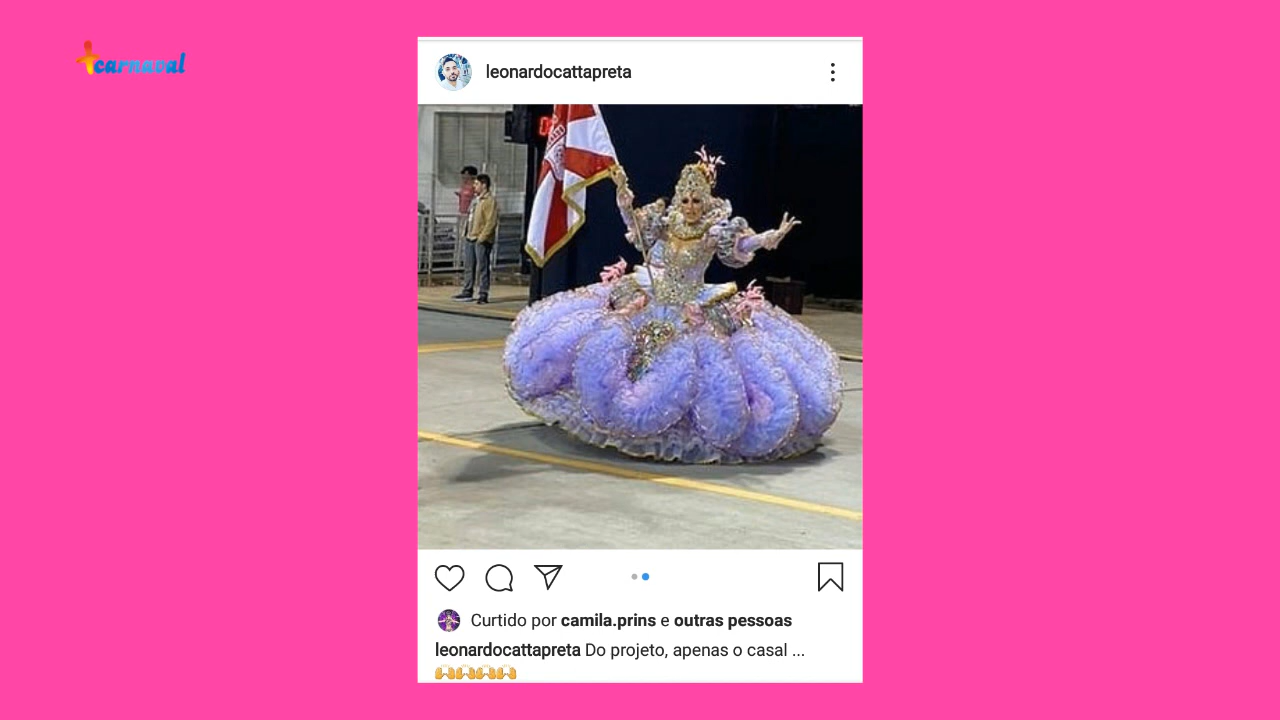 +carnaval
leonardocattapreta
Curtido por camila.prins e outras pessoas
leonardocattapreta Do projeto, apenas o casal ...
🙌🙌🙌🙌